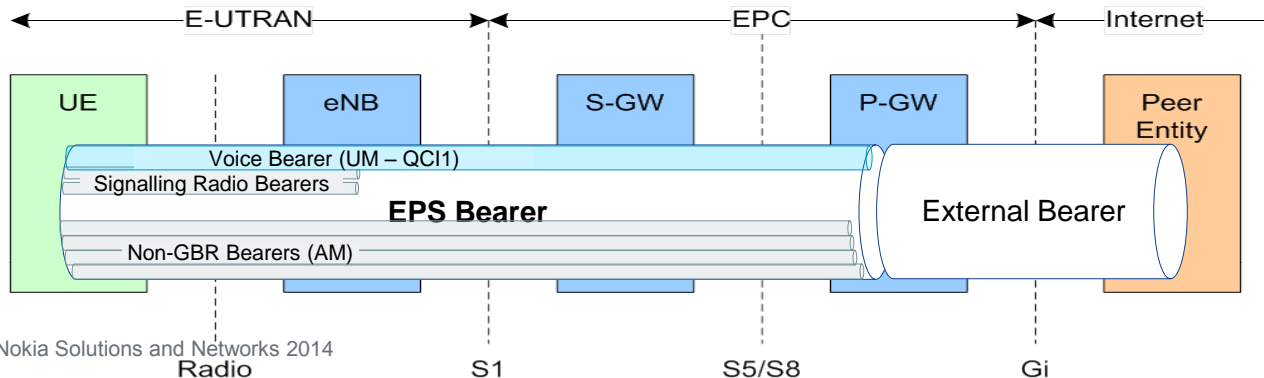 E-UTRAN EPC Internet
UE eNB S-GW P-GW Peer
Entity
Voice Bearer (UM – QCI1)
Signalling Radio Bearers
EPS Bearer External Bearer
Non-GBR Bearers (AM)
Nokia Solutions and Networks 2014
Radio S1 S5/S8 Gi